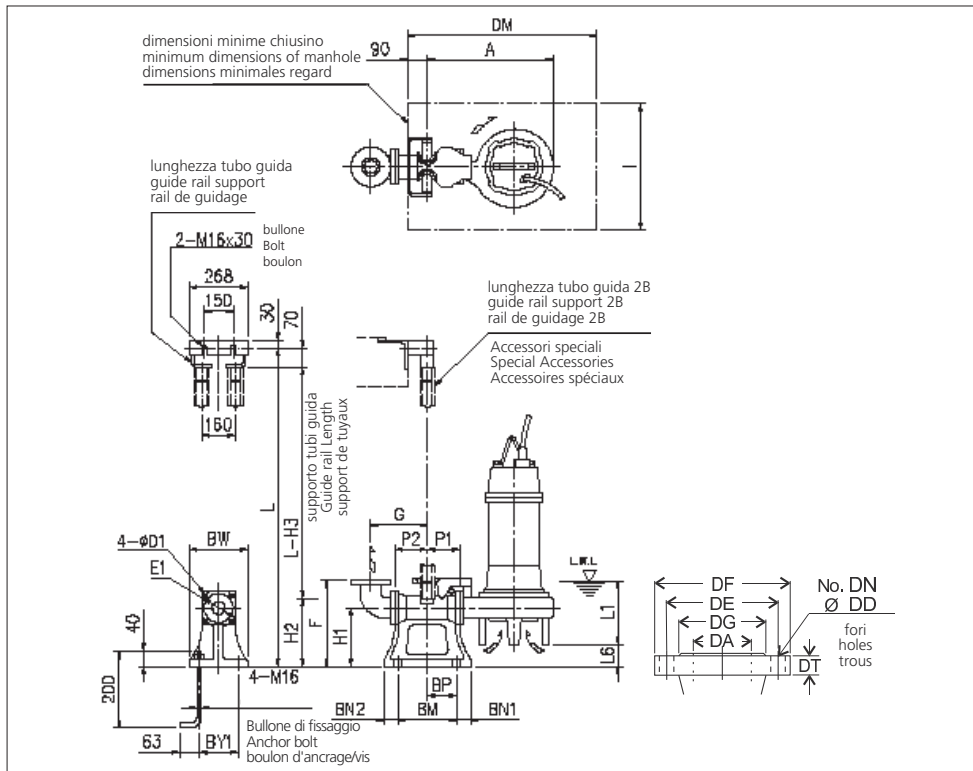 DM
dimensioni minime chiusino
minimum dimensions of manhole
dimensions minimales regard
90
A
I
lunghezza tubo guida
guide rail support
rail de guidage
2-M16x30
bullone
Bolt
boulon
268
150
30
70
160
lunghezza tubo guida 2B
guide rail support 2B
rail de guidage 2B
Accessori speciali
Special Accessories
Accessoires spéciaux
supporto tubi guida
Guide rail Length
support de tuyaux
L
L-H3
G
P2
P1
4-øD1
BW
E1
L.W.L
F
H1
H2
L1
L6
40
200
4-M16
BP
BN2
BM
BN1
63
BY1
Bullone di fissaggio
Anchor bolt
boulon d'ancrage/vis
DF
DE
DG
DA
No. DN
Ø DD
fori
holes
trous
DT